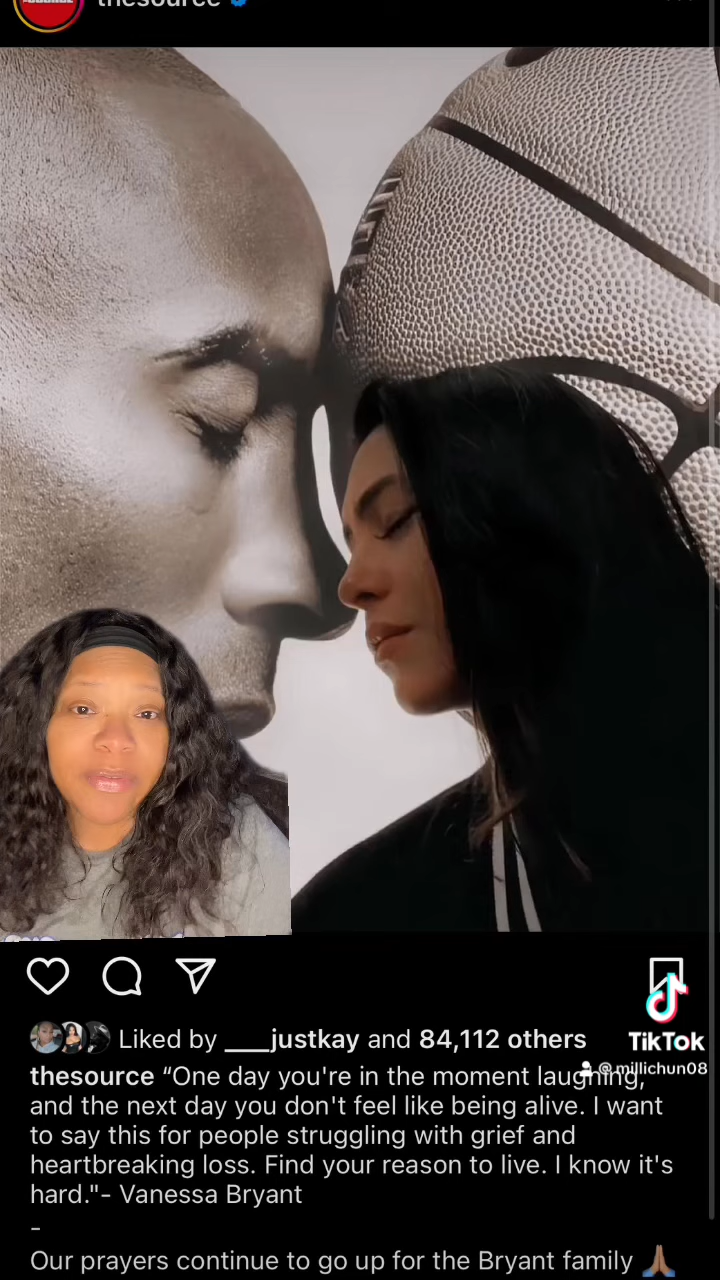 thesource
Liked by ___justkay and 84,112 others
TikTok
@millichun08
thesource “One day you're in the moment laughing,
and the next day you don't feel like being alive. I want
to say this for people struggling with grief and
heartbreaking loss. Find your reason to live. I know it's
hard."- Vanessa Bryant
-
Our prayers continue to go up for the Bryant family 🙏🏽